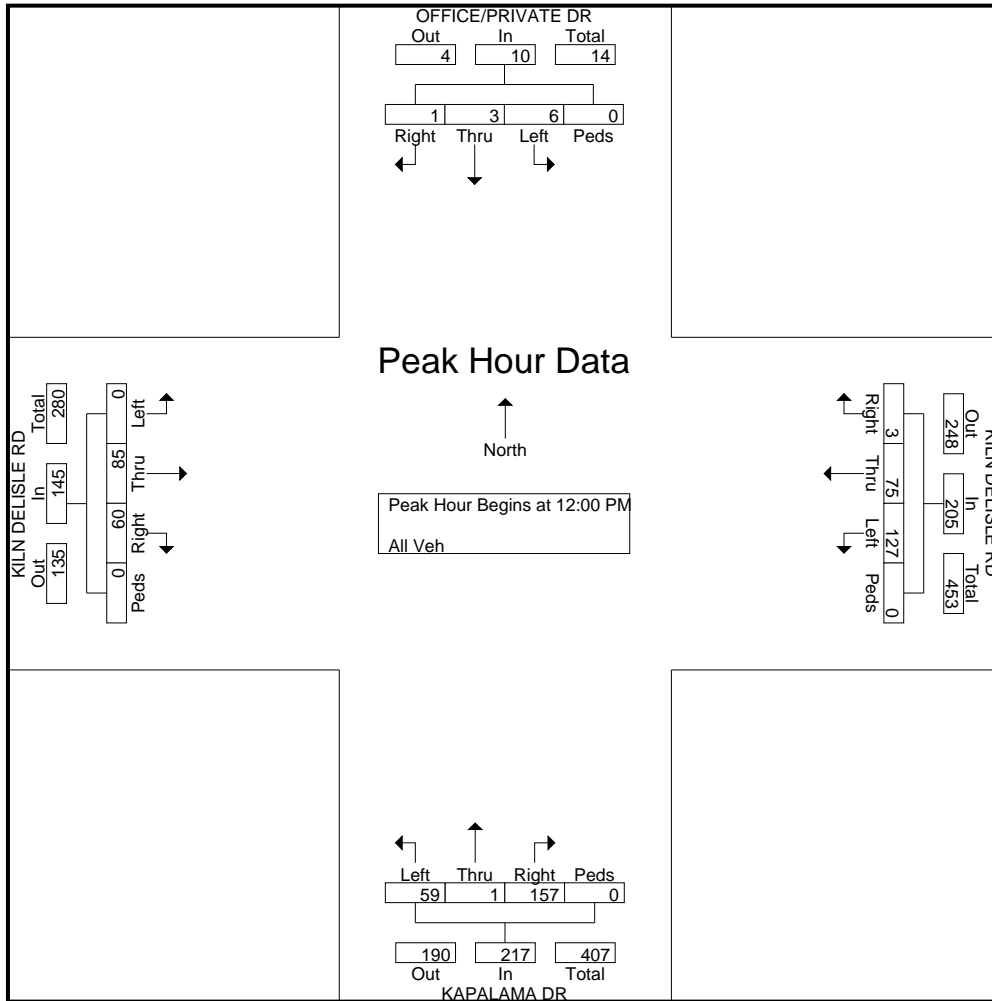 OFFICE/PRIVATE DR
Out In Total
4 10 14
1 3 6 0
Right Thru Left Peds
Peak Hour Data
North
Peak Hour Begins at 12:00 PM
All Veh
KILN DELISLE RD
Total In Out
280 145 135
0 85 60 0
Left Thru Right Peds
KILN DELISLE RD
Out In Total
248 205 453
3 75 127 0
Right Thru Left Peds
Left Thru Right Peds
59 1 157 0
190 217 407
Out In Total
KAPALAMA DR